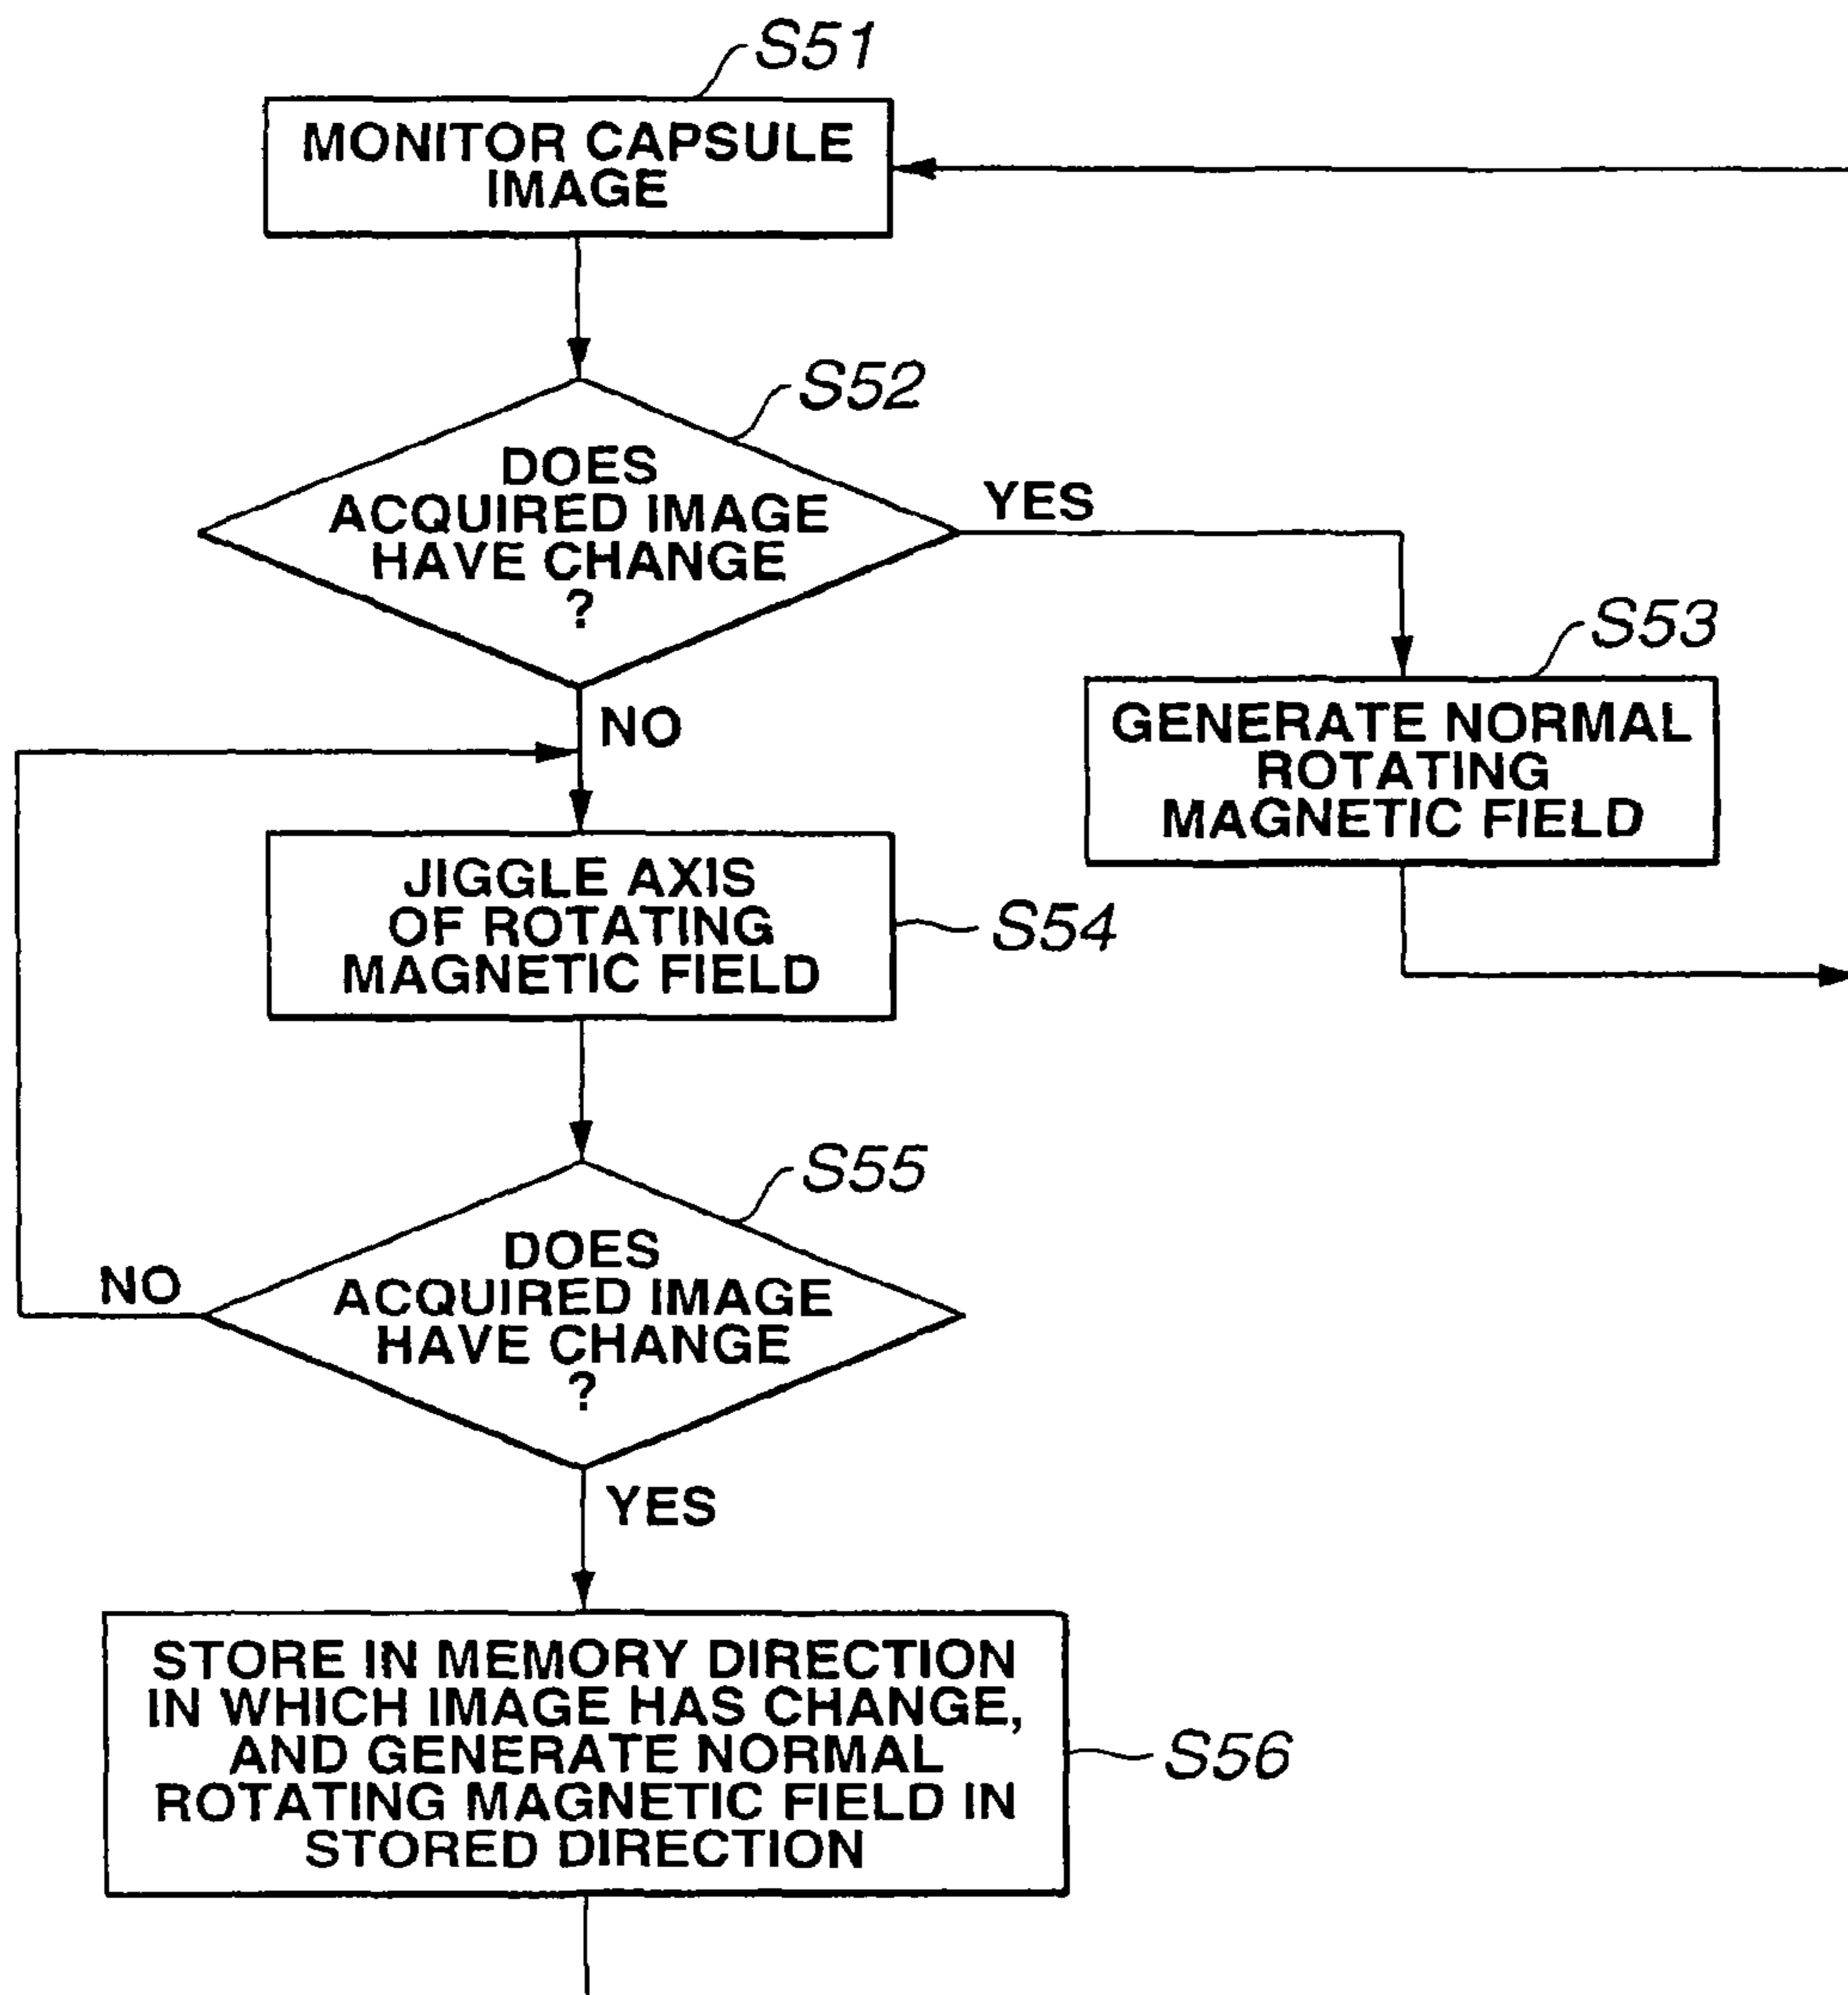 S51
MONITOR CAPSULE
IMAGE
S52
DOES
ACQUIRED IMAGE
HAVE CHANGE
?
YES
NO
S53
GENERATE NORMAL
ROTATING
MAGNETIC FIELD
JIGGLE AXIS
OF ROTATING
MAGNETIC FIELD
S54
S55
DOES
ACQUIRED IMAGE
HAVE CHANGE
?
NO
YES
STORE IN MEMORY DIRECTION
IN WHICH IMAGE HAS CHANGE,
AND GENERATE NORMAL
ROTATING MAGNETIC FIELD IN
STORED DIRECTION
S56